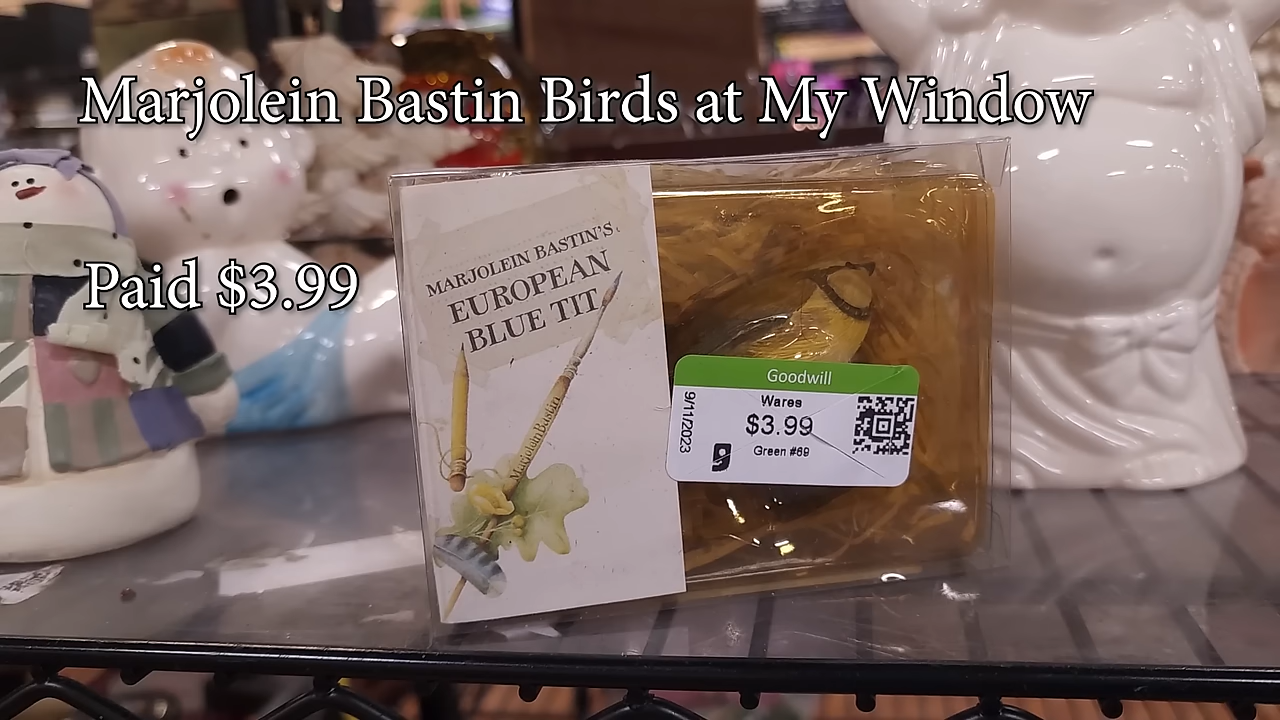 Marjolein Bastin Birds at My Window
Paid $3.99
MARJOLEIN BASTIN'S
EUROPEAN
BLUE TIT
MarjoleinBastin
Goodwill
9/11/2023
Wares
$3.99
Green #69